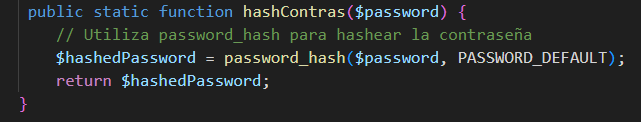 public static function hashContras($password) {
// Utiliza password_hash para hashear la contraseña
$hashedPassword = password_hash($password, PASSWORD_DEFAULT);
return $hashedPassword;
}